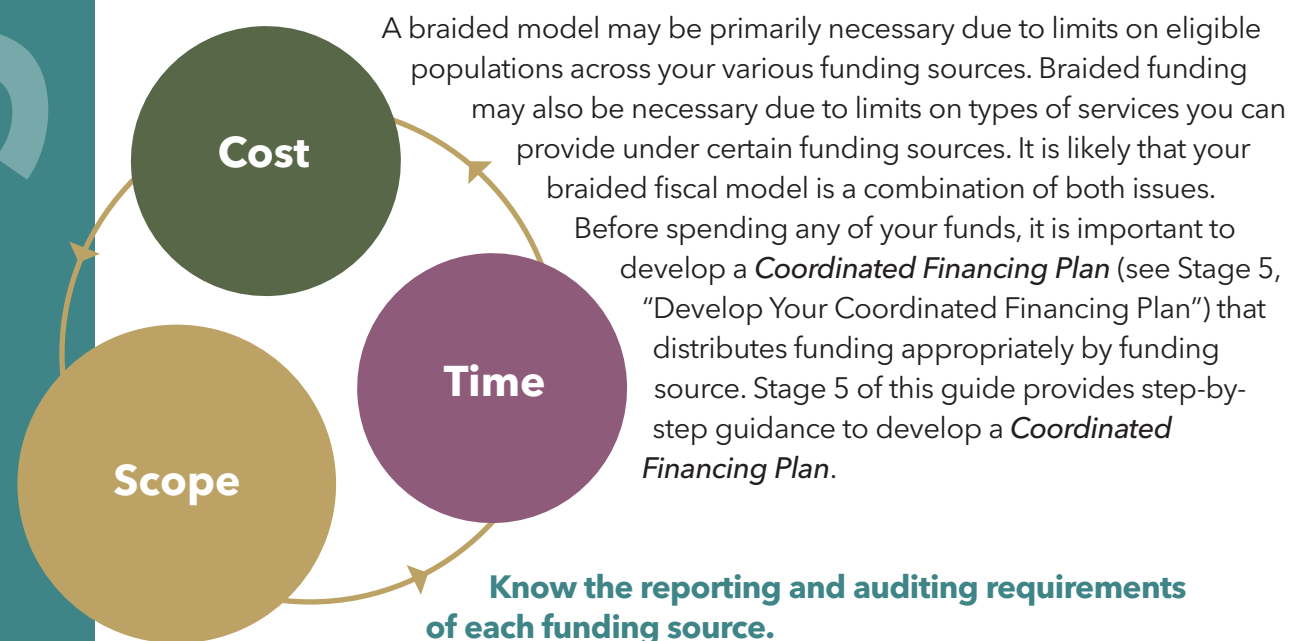 A braided model may be primarily necessary due to limits on eligible
populations across your various funding sources. Braided funding
may also be necessary due to limits on types of services you can
provide under certain funding sources. It is likely that your
braided fiscal model is a combination of both issues.
Before spending any of your funds, it is important to
develop a Coordinated Financing Plan (see Stage 5,
“Develop Your Coordinated Financing Plan”) that
distributes funding appropriately by funding
source. Stage 5 of this guide provides step-by-
step guidance to develop a Coordinated
Financing Plan.
Cost
Time
Scope
Know the reporting and auditing requirements
of each funding source.